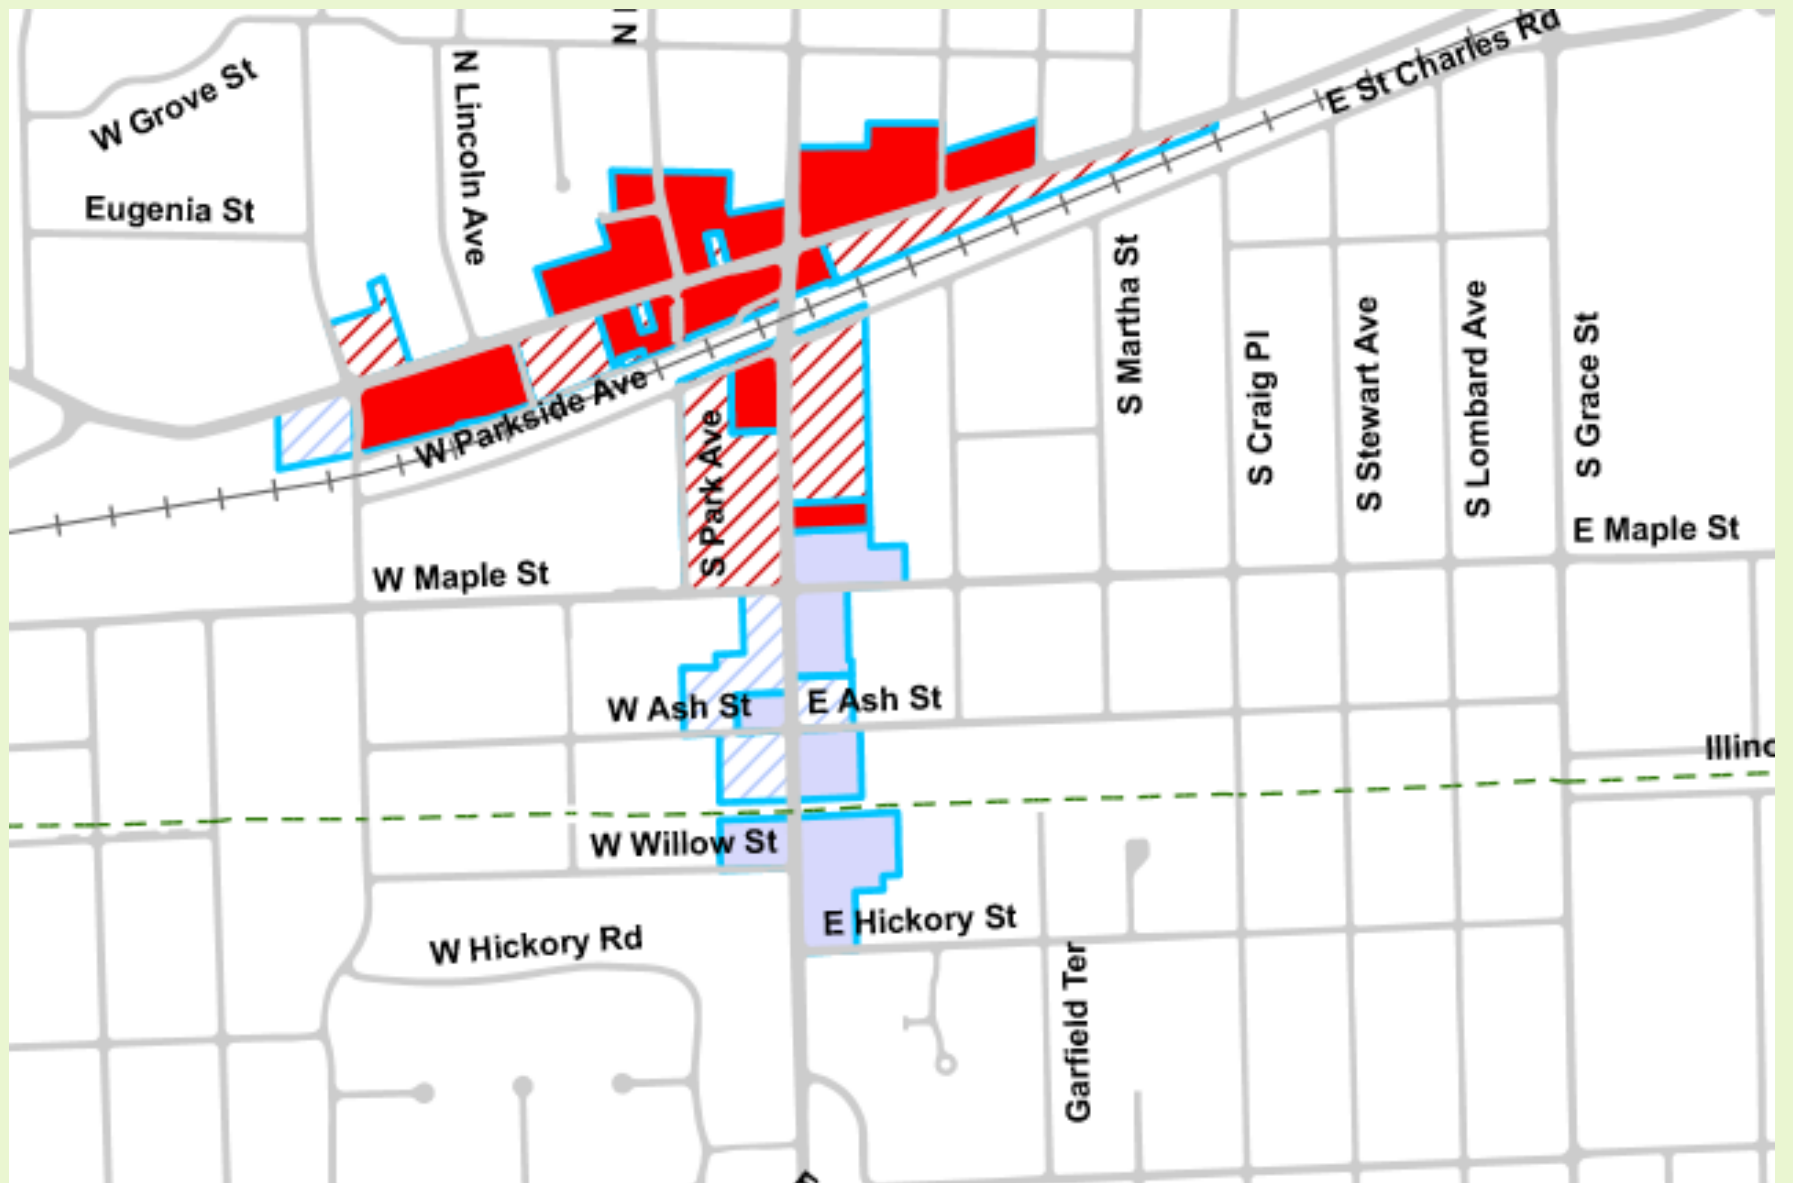 N
E St Charles Rd
W Grove St
N Lincoln Ave
Eugenia St
S Martha St
S Craig Pl
S Stewart Ave
S Lombard Ave
S Grace St
W Parkside Ave
S Park Ave
E Maple St
W Maple St
W Ash St
E Ash St
Illino
W Willow St
E Hickory St
W Hickory Rd
Garfield Ter